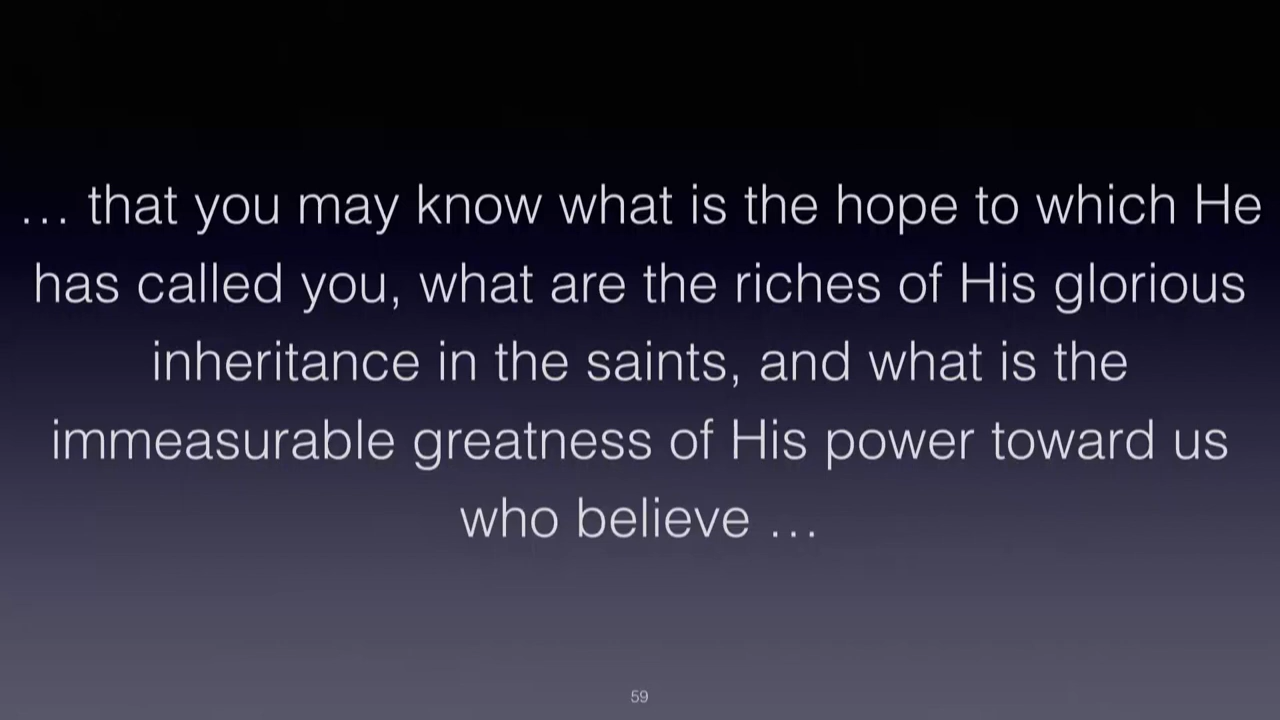 … that you may know what is the hope to which He
has called you, what are the riches of His glorious
inheritance in the saints, and what is the
immeasurable greatness of His power toward us
who believe …
59